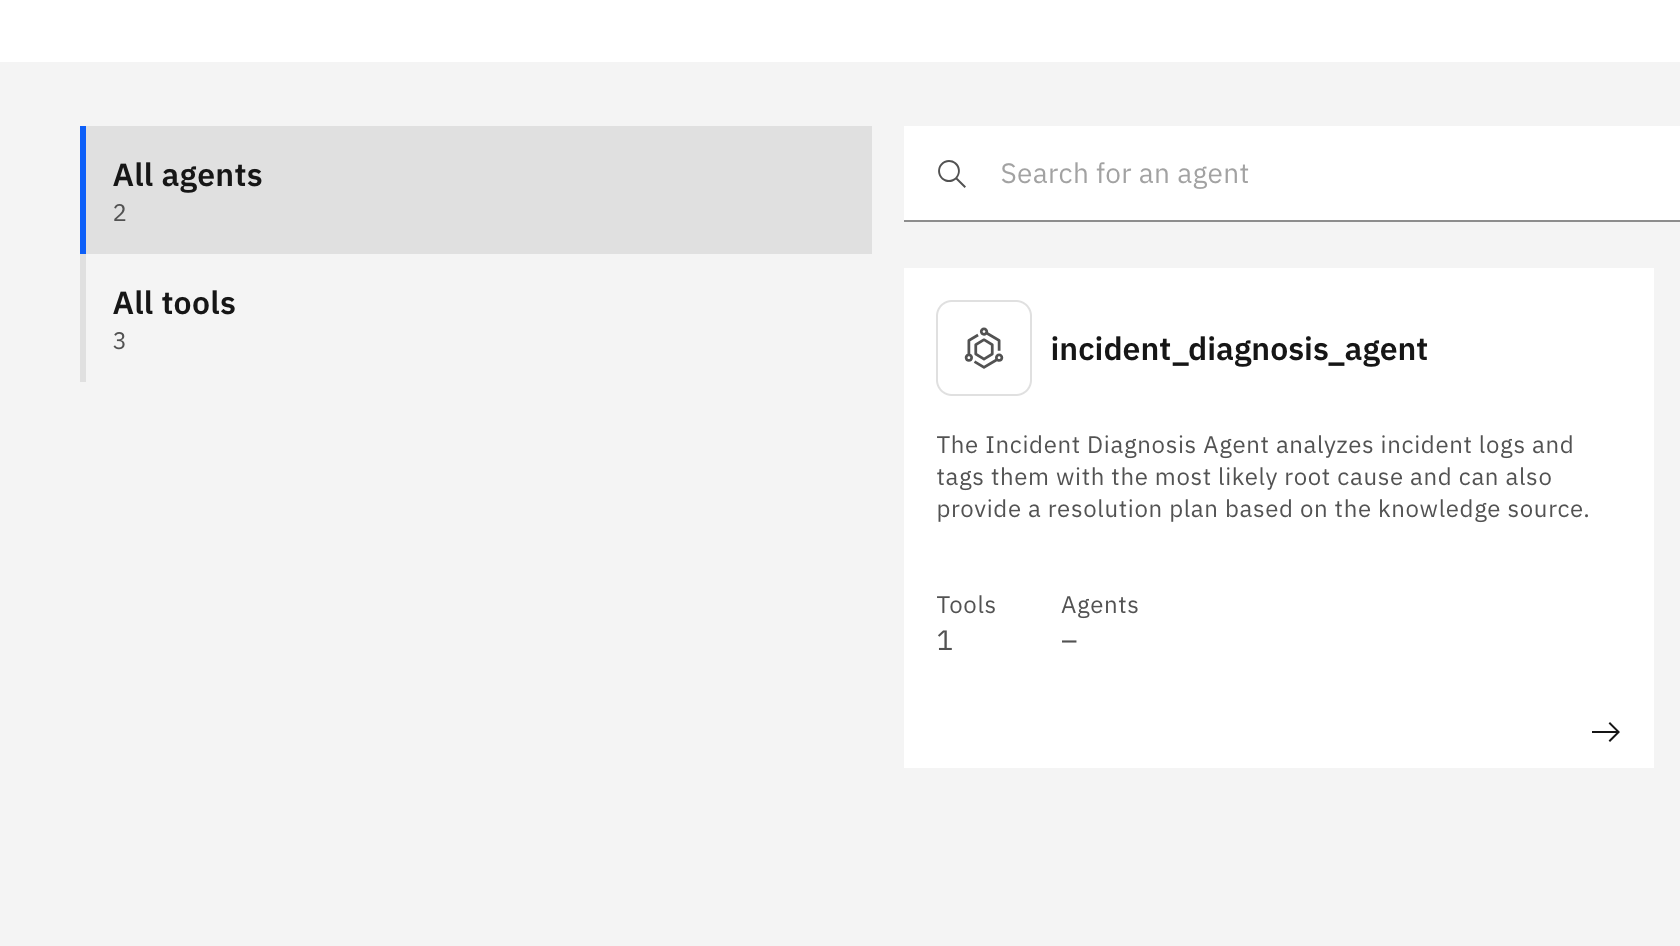 All agents
2
All tools
3
Search for an agent
incident_diagnosis_agent
The Incident Diagnosis Agent analyzes incident logs and
tags them with the most likely root cause and can also
provide a resolution plan based on the knowledge source.
Tools Agents
1 –